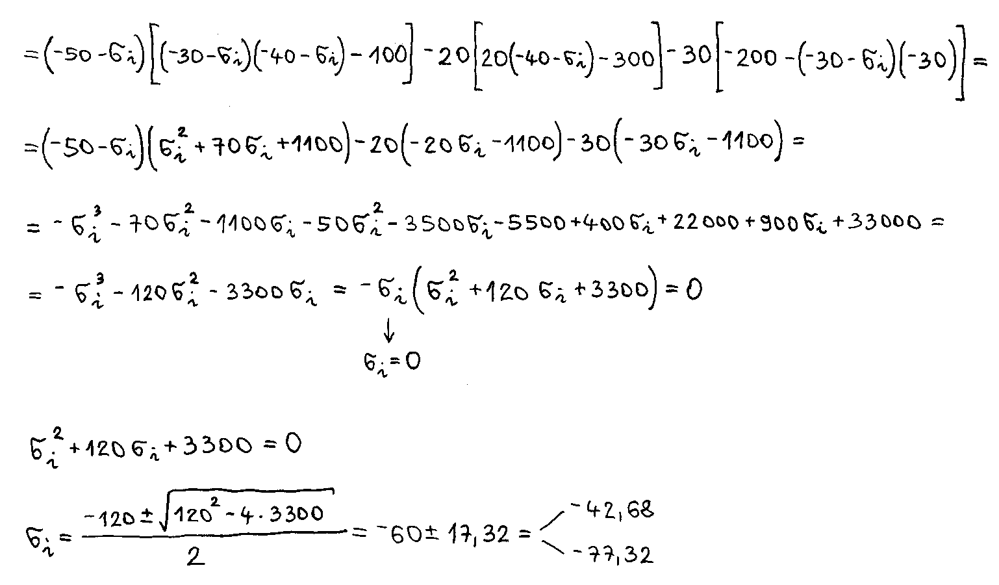 =(-50-σᵢ)[(-30-σᵢ)(-40-σᵢ)-100]-20[20(-40-σᵢ)-300]-30[-200-(-30-σᵢ)(-30)]=
=(-50-σᵢ)(σᵢ²+70σᵢ+1100)-20(-20σᵢ-1100)-30(-30σᵢ-1100)=
=-σᵢ³-70σᵢ²-1100σᵢ-50σᵢ²-3500σᵢ-5500+400σᵢ+22000+900σᵢ+33000=
=-σᵢ³-120σᵢ²-3300σᵢ=-σᵢ(σᵢ²+120σᵢ+3300)=0
↓
σᵢ=0
σᵢ²+120σᵢ+3300=0
σᵢ=(-120±√(120²-4·3300))/2=-60±17,32= -42,68
-77,32